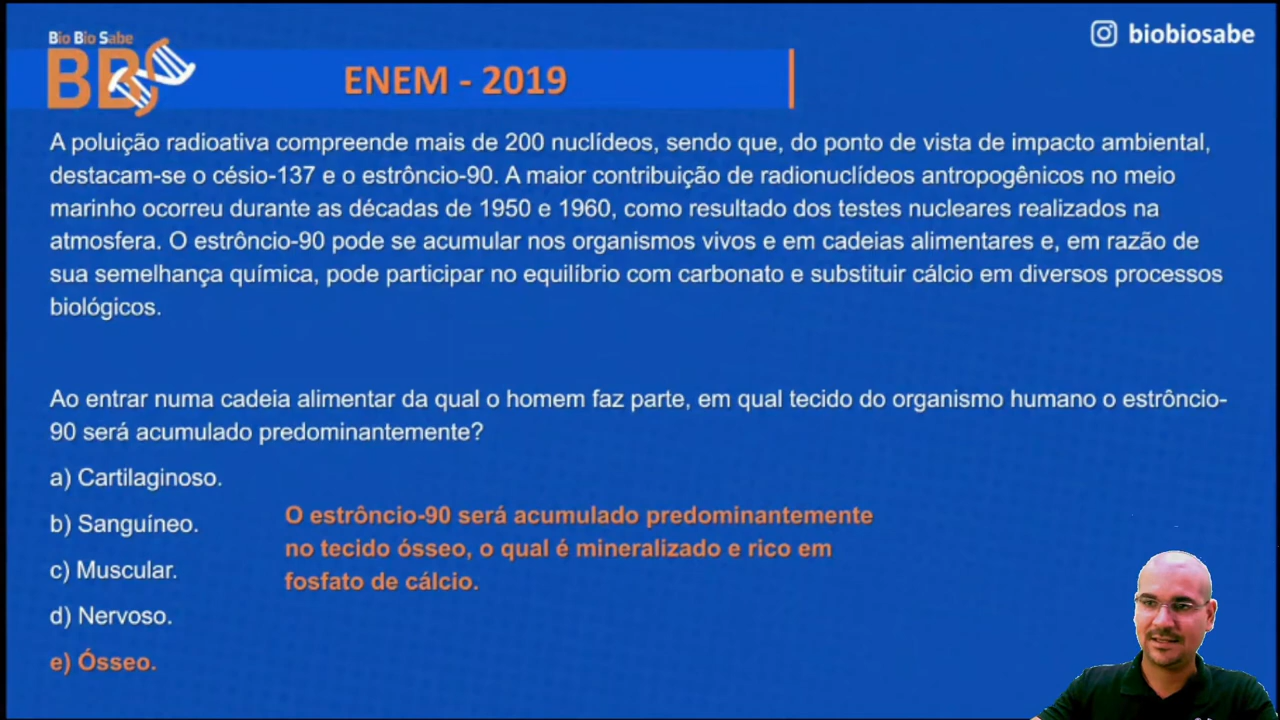 Bio Bio Sabe
BBS
biobiosabe
ENEM - 2019
A poluição radioativa compreende mais de 200 nuclídeos, sendo que, do ponto de vista de impacto ambiental,
destacam-se o césio-137 e o estrôncio-90. A maior contribuição de radionuclídeos antropogênicos no meio
marinho ocorreu durante as décadas de 1950 e 1960, como resultado dos testes nucleares realizados na
atmosfera. O estrôncio-90 pode se acumular nos organismos vivos e em cadeias alimentares e, em razão de
sua semelhança química, pode participar no equilíbrio com carbonato e substituir cálcio em diversos processos
biológicos.
Ao entrar numa cadeia alimentar da qual o homem faz parte, em qual tecido do organismo humano o estrôncio-
90 será acumulado predominantemente?
a) Cartilaginoso.
b) Sanguíneo.
c) Muscular.
d) Nervoso.
e) Ósseo.
O estrôncio-90 será acumulado predominantemente
no tecido ósseo, o qual é mineralizado e rico em
fosfato de cálcio.